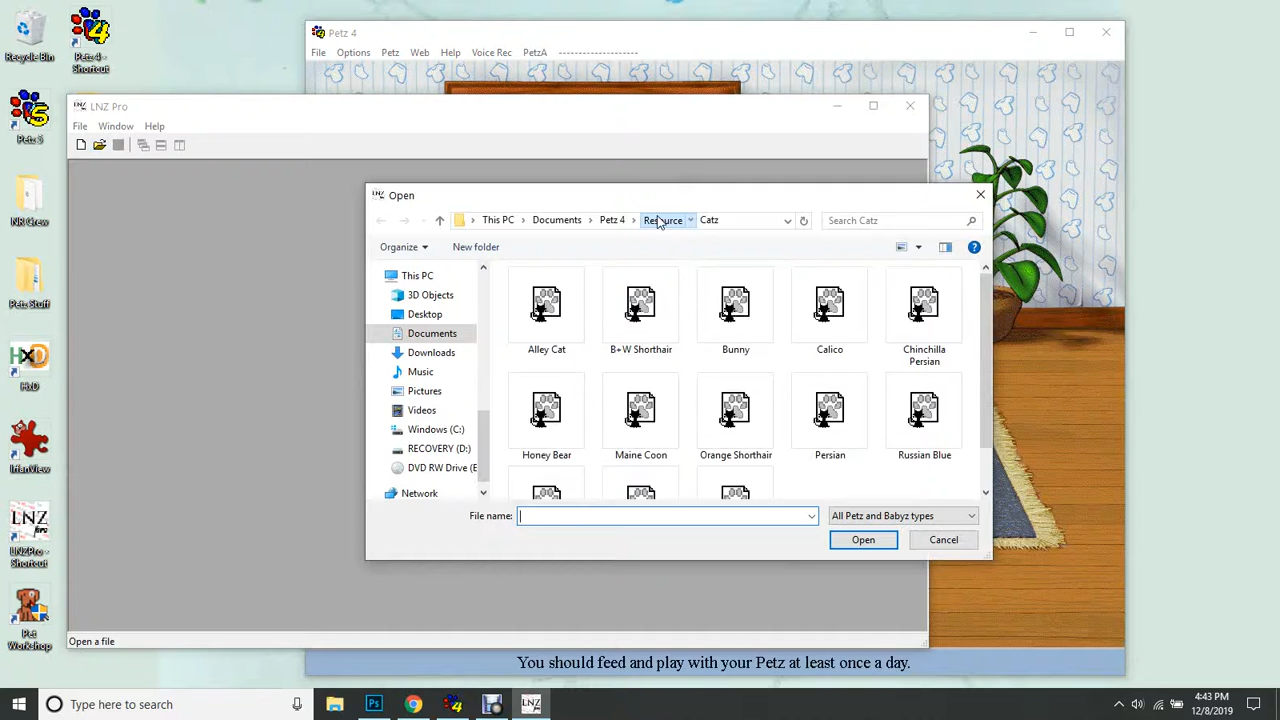 Recycle Bin
Petz 4 -
Shortcut
Petz 5
NR Crew
Petz Stuff
HxD
IrfanView
LNZPro -
Shortcut
Pet
Workshop
Petz 4
File Options Petz Web Help Voice Rec PetzA --------------------
LNZ Pro
File Window Help
Open
This PC > Documents > Petz 4 > Resource Catz
Search Catz
Organize New folder
This PC
3D Objects
Desktop
Documents
Downloads
Music
Pictures
Videos
Windows (C:)
RECOVERY (D:)
DVD RW Drive (E
Network
Alley Cat B+W Shorthair Bunny Calico Chinchilla
Persian
Honey Bear Maine Coon Orange Shorthair Persian Russian Blue
File name: All Petz and Babyz types
Open Cancel
Open a file
You should feed and play with your Petz at least once a day.
Type here to search
4:43 PM
12/8/2019